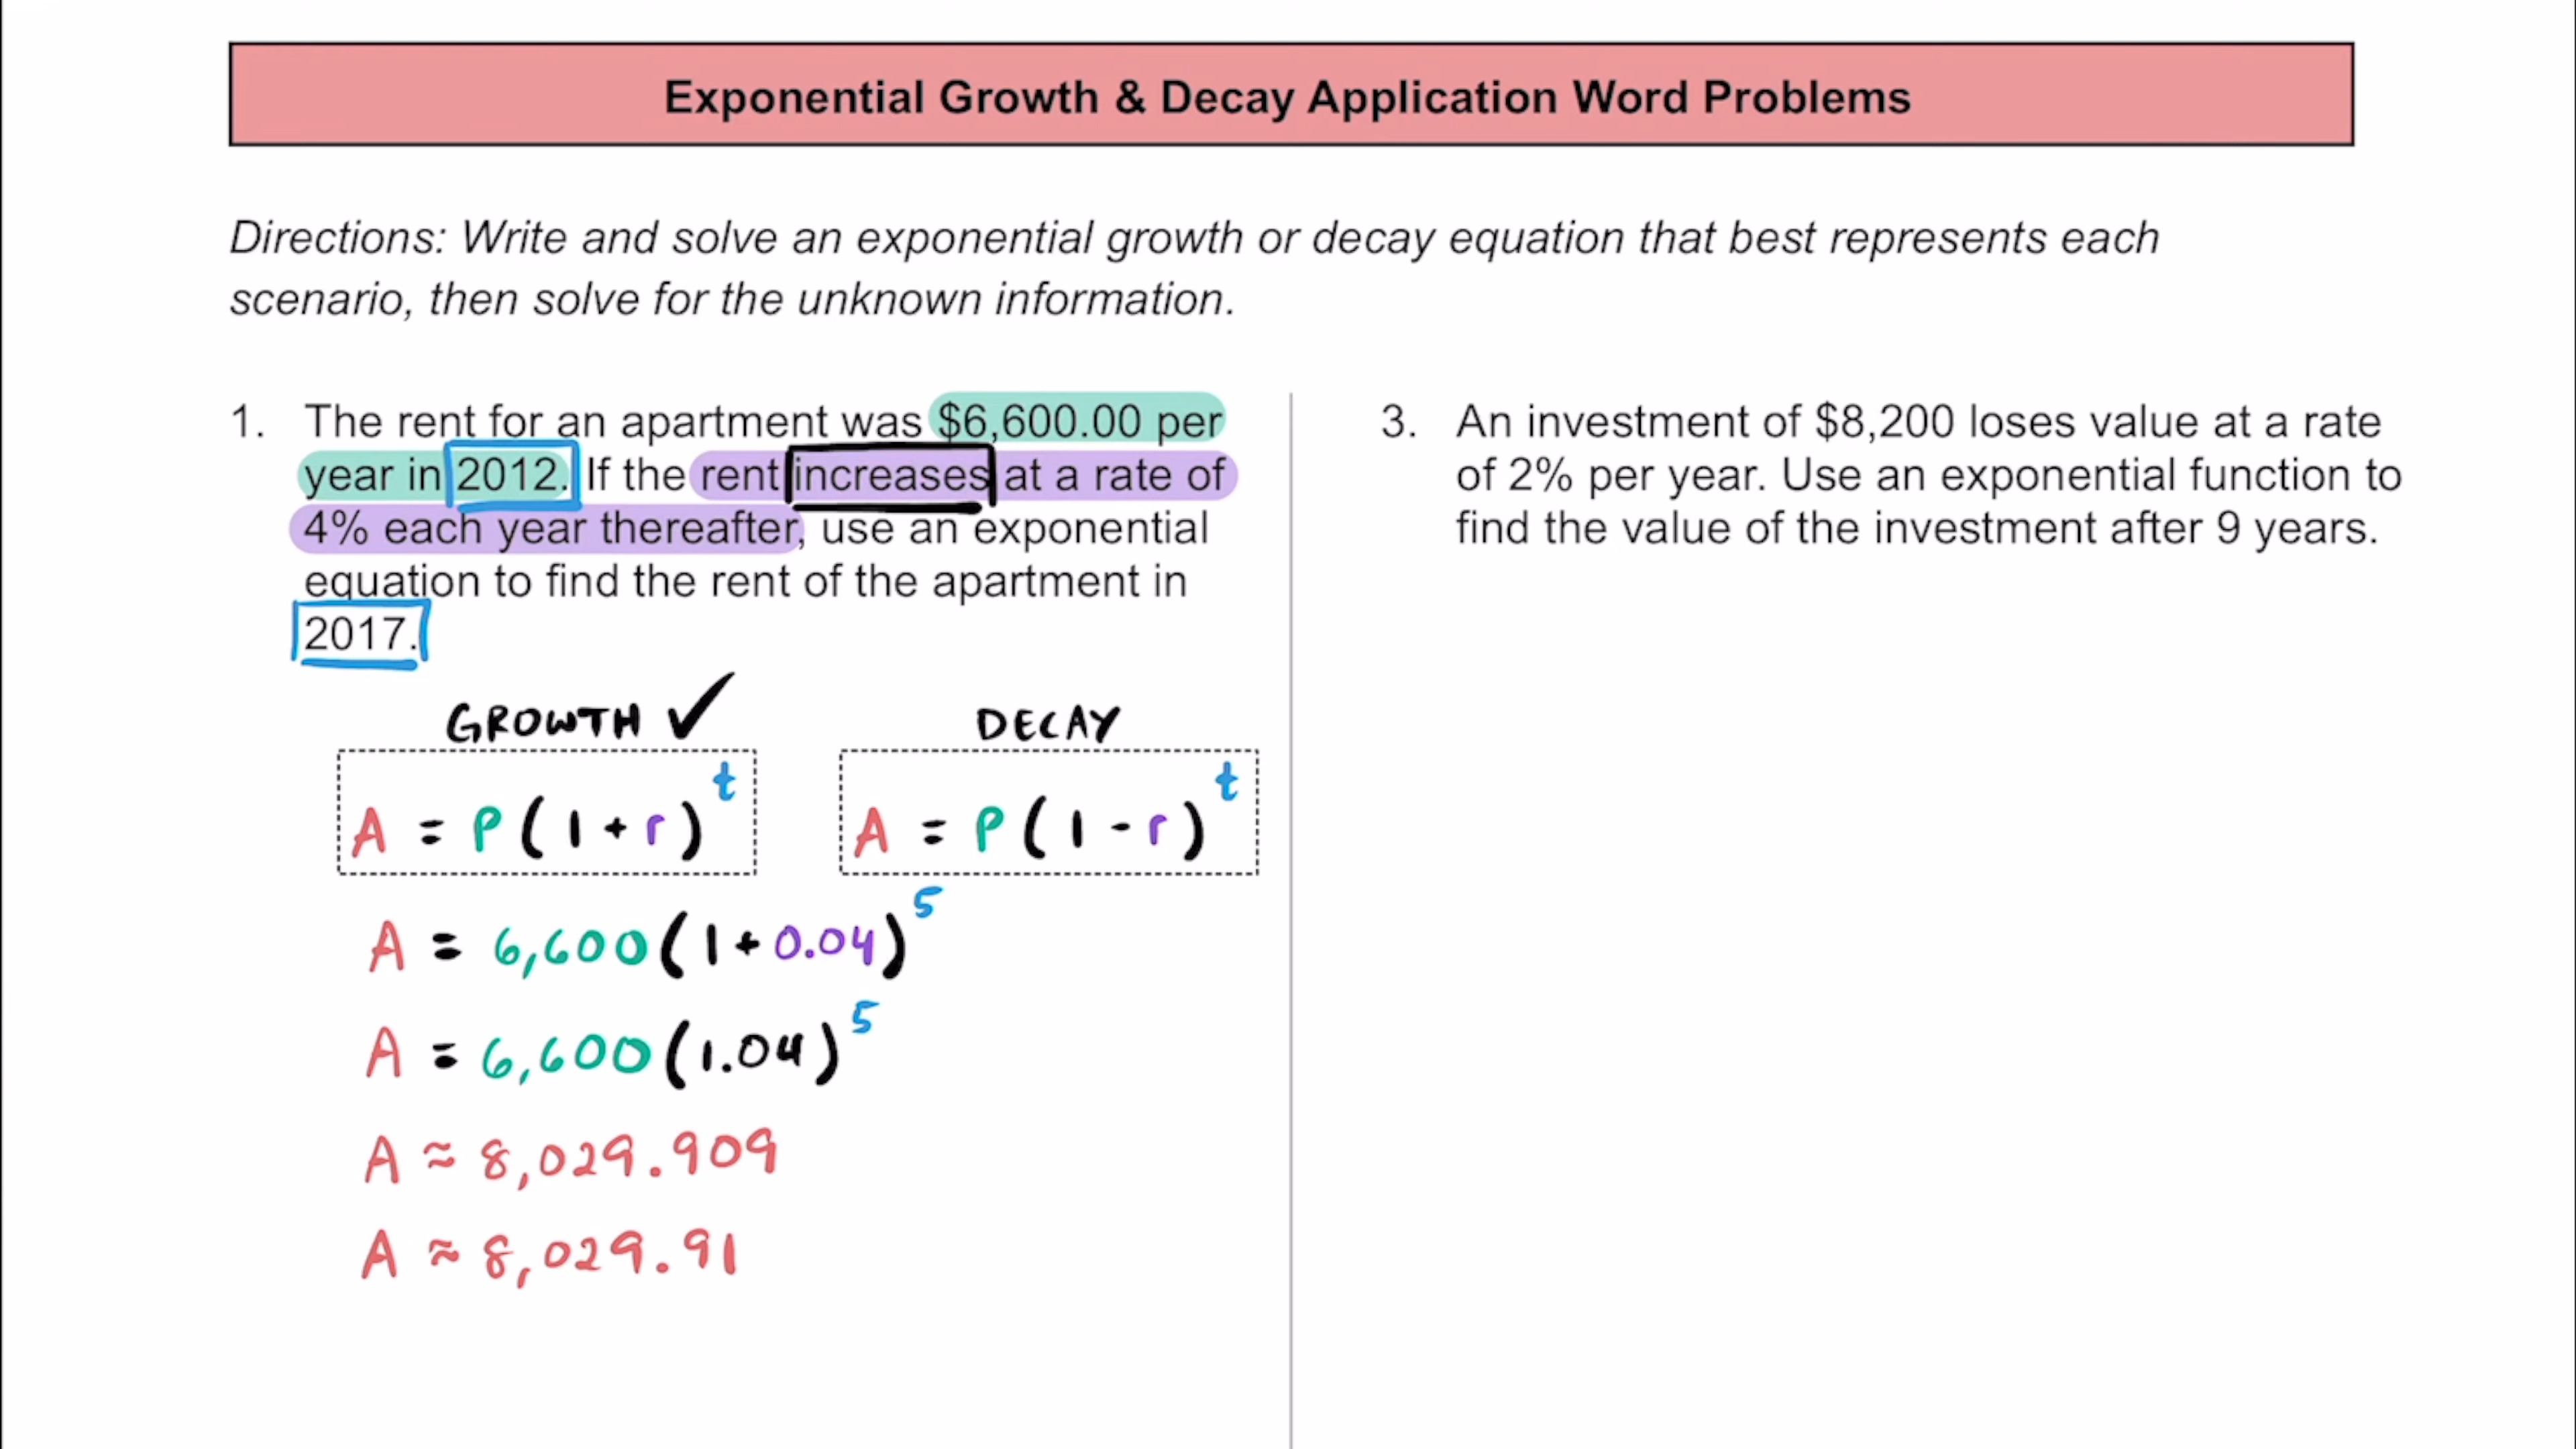 Exponential Growth & Decay Application Word Problems
Directions: Write and solve an exponential growth or decay equation that best represents each
scenario, then solve for the unknown information.
1. The rent for an apartment was $6,600.00 per
year in 2012. If the rent increases at a rate of
4% each year thereafter, use an exponential
equation to find the rent of the apartment in
2017.
GROWTH ✓
A = P(1+r)^t
DECAY
A = P(1-r)^t
A = 6,600(1+0.04)^5
A = 6,600(1.04)^5
A ≈ 8,029.909
A ≈ 8,029.91
3. An investment of $8,200 loses value at a rate
of 2% per year. Use an exponential function to
find the value of the investment after 9 years.